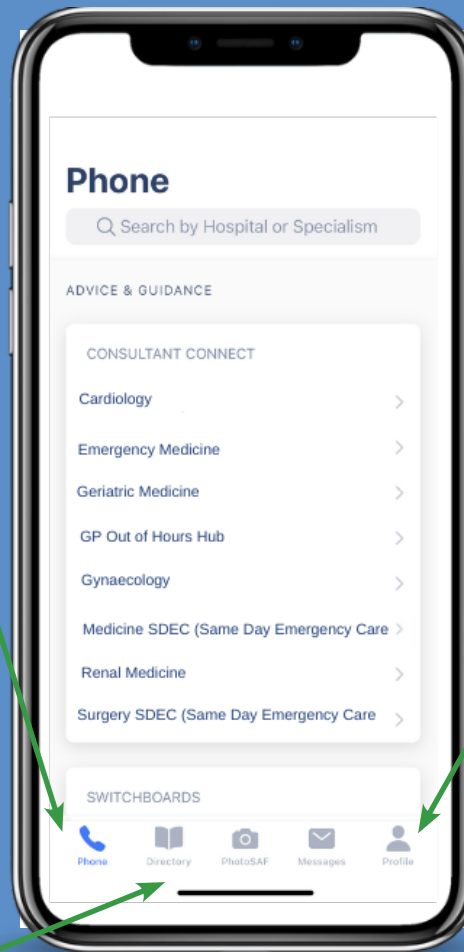 Phone
Search by Hospital or Specialism
ADVICE & GUIDANCE
CONSULTANT CONNECT
Cardiology
Emergency Medicine
Geriatric Medicine
GP Out of Hours Hub
Gynaecology
Medicine SDEC (Same Day Emergency Care
Renal Medicine
Surgery SDEC (Same Day Emergency Care
SWITCHBOARDS
Phone Directory PhotoSAF Messages Profile